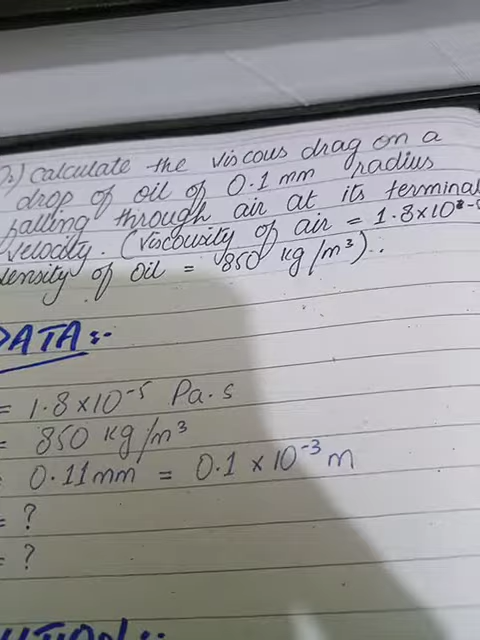 Q.) Calculate the viscous drag on a
drop of oil of 0.1 mm radius
falling through air at its terminal
velocity. (viscousity of air = 1.8×10⁻⁵
density of oil = 850 kg/m³).
DATA:-
= 1.8×10⁻⁵ Pa.s
= 850 kg/m³
= 0.11mm = 0.1 × 10⁻³ m
= ?
= ?